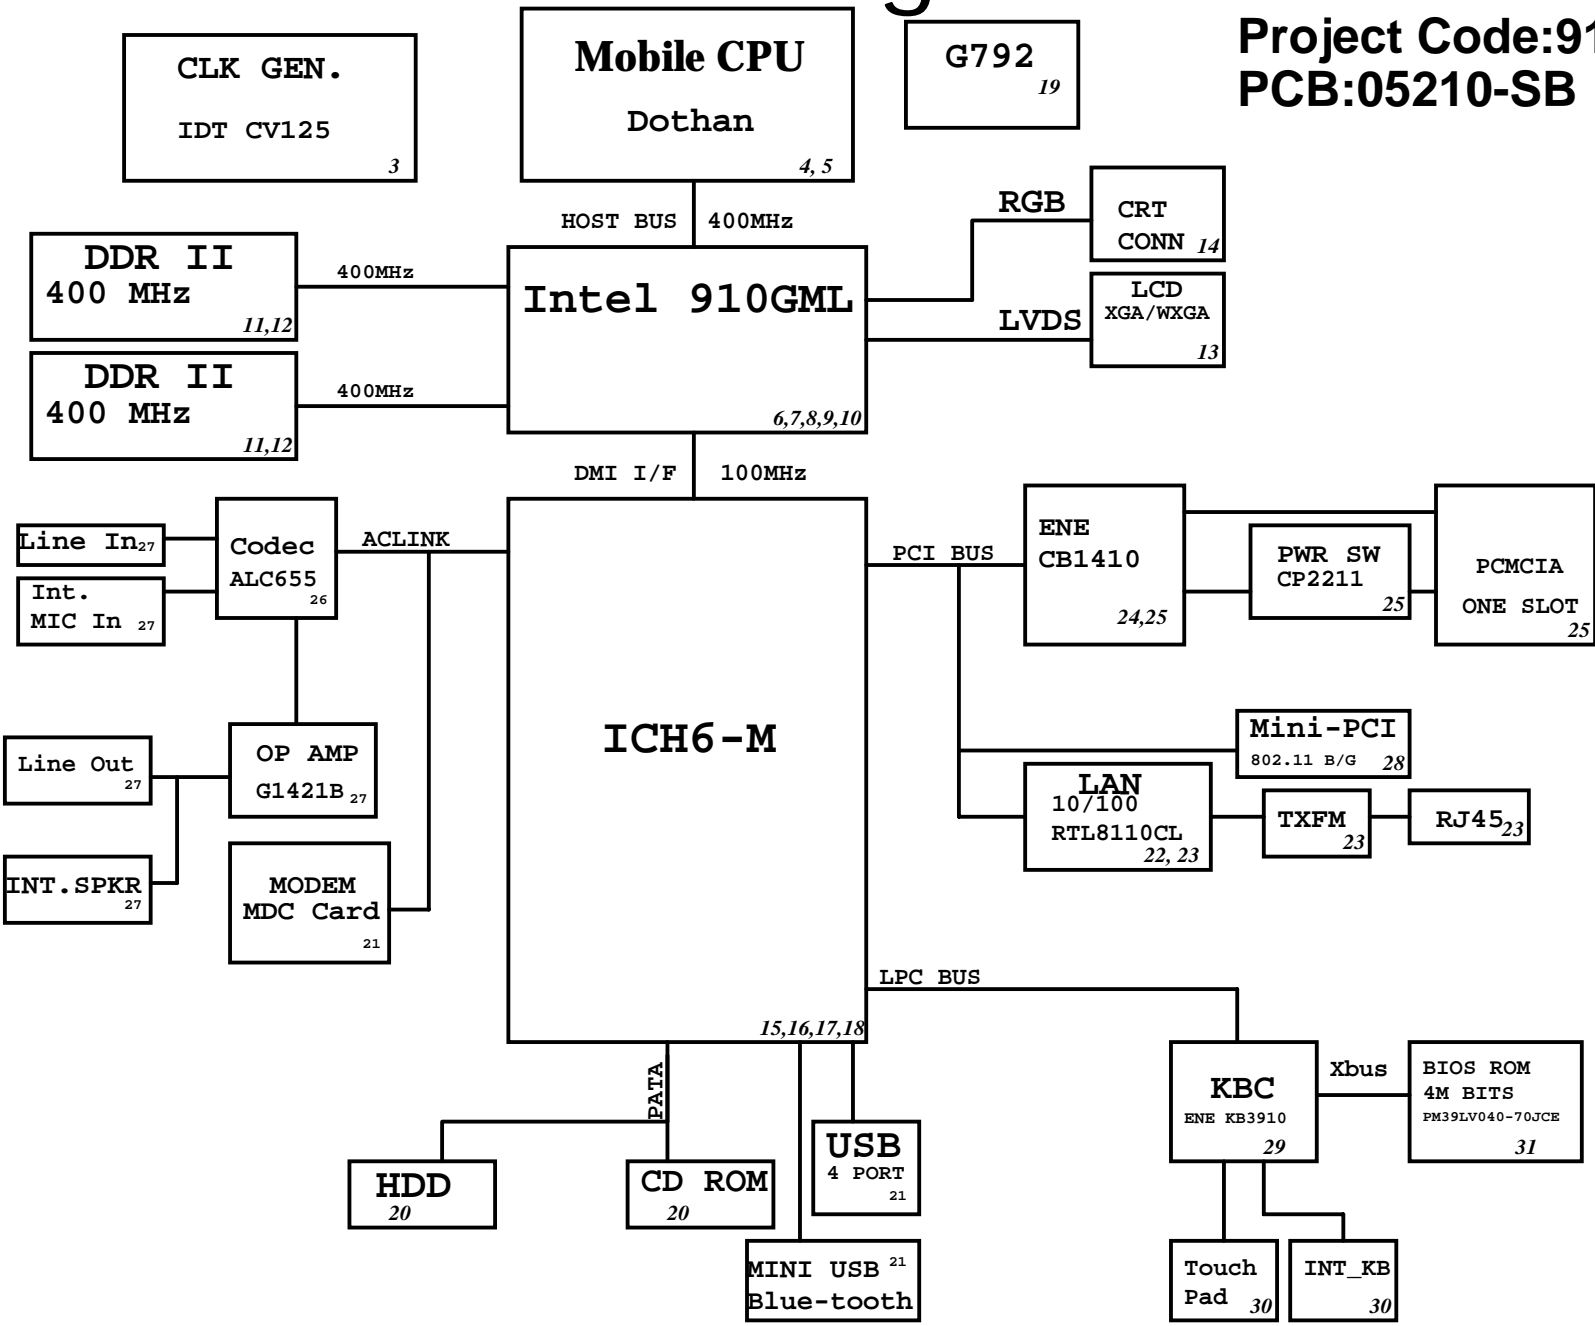 g
Project Code:91
PCB:05210-SB
CLK GEN.
IDT CV125
3
Mobile CPU
Dothan
4, 5
G792
19
HOST BUS
400MHz
RGB
CRT
CONN 14
DDR II
400 MHz
11,12
400MHz
Intel 910GML
6,7,8,9,10
LVDS
LCD
XGA/WXGA
13
DDR II
400 MHz
11,12
400MHz
DMI I/F
100MHz
Line In 27
Int.
MIC In 27
Codec
ALC655
26
ACLINK
ICH6-M
15,16,17,18
PCI BUS
ENE
CB1410
24,25
PWR SW
CP2211
25
PCMCIA
ONE SLOT
25
Line Out
27
OP AMP
G1421B 27
INT.SPKR
27
MODEM
MDC Card
21
Mini-PCI
802.11 B/G 28
LAN
10/100
RTL8110CL
22, 23
TXFM
23
RJ45 23
LPC BUS
PATA
HDD
20
CD ROM
20
USB
4 PORT
21
MINI USB 21
Blue-tooth
KBC
ENE KB3910
29
Xbus
BIOS ROM
4M BITS
PM39LV040-70JCE
31
Touch
Pad 30
INT_KB
30